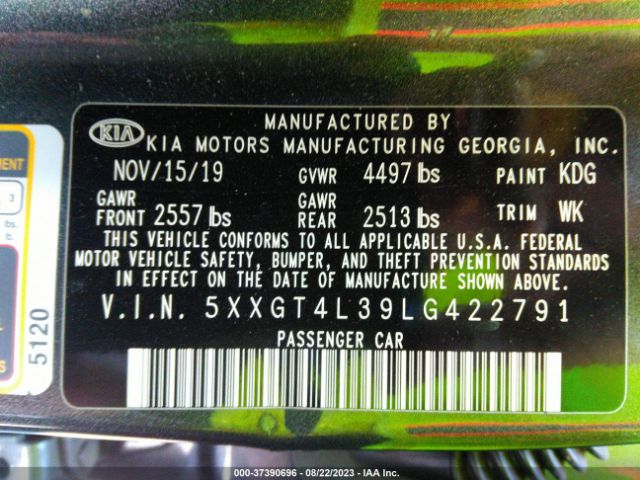 MANUFACTURED BY
KIA KIA MOTORS MANUFACTURING GEORGIA, INC.
NOV/15/19 GVWR 4497 lbs PAINT KDG
GAWR FRONT 2557 lbs GAWR REAR 2513 lbs TRIM WK
THIS VEHICLE CONFORMS TO ALL APPLICABLE U.S.A. FEDERAL
MOTOR VEHICLE SAFETY, BUMPER, AND THEFT PREVENTION STANDARDS
IN EFFECT ON THE DATE OF MANUFACTURE SHOWN ABOVE.
V.I.N. 5XXGT4L39LG422791
PASSENGER CAR
3
lbs.
lb.
5120
000-37390696 - 08/22/2023 - IAA Inc.